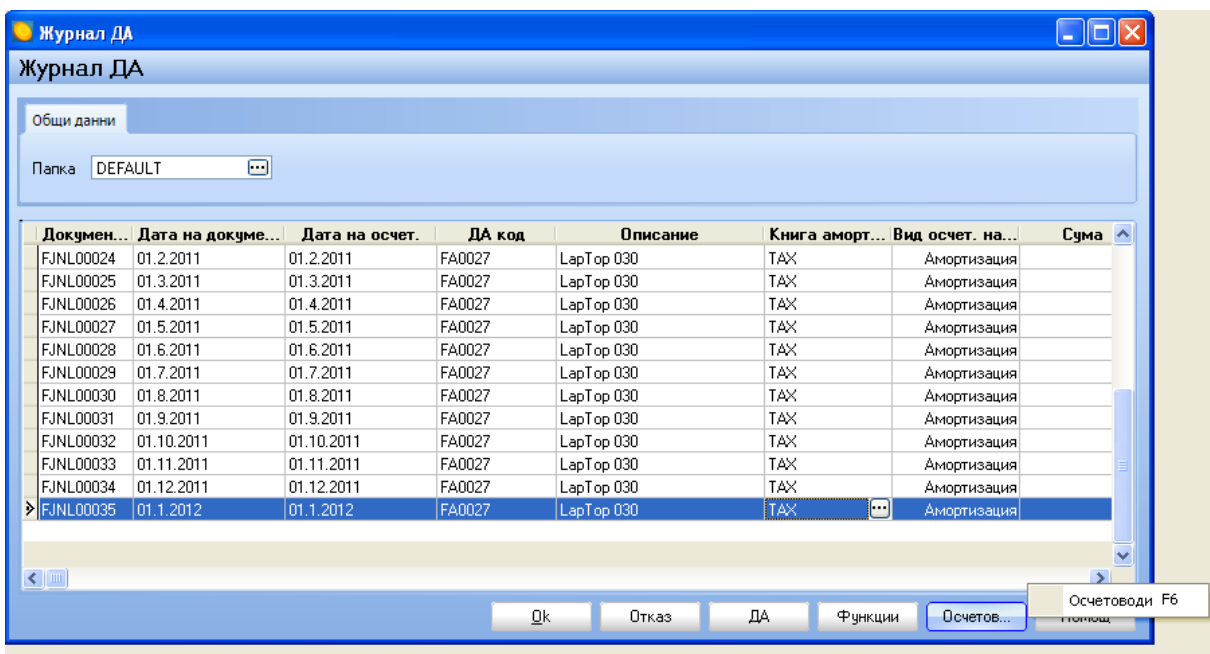 Журнал ДА
Журнал ДА
Общи данни
Папка DEFAULT
Докумен... Дата на докуме... Дата на осчет. ДА код Описание Книга аморт... Вид осчет. на... Сума
FJNL00024 01.2.2011 01.2.2011 FA0027 LapTop 030 TAX Амортизация
FJNL00025 01.3.2011 01.3.2011 FA0027 LapTop 030 TAX Амортизация
FJNL00026 01.4.2011 01.4.2011 FA0027 LapTop 030 TAX Амортизация
FJNL00027 01.5.2011 01.5.2011 FA0027 LapTop 030 TAX Амортизация
FJNL00028 01.6.2011 01.6.2011 FA0027 LapTop 030 TAX Амортизация
FJNL00029 01.7.2011 01.7.2011 FA0027 LapTop 030 TAX Амортизация
FJNL00030 01.8.2011 01.8.2011 FA0027 LapTop 030 TAX Амортизация
FJNL00031 01.9.2011 01.9.2011 FA0027 LapTop 030 TAX Амортизация
FJNL00032 01.10.2011 01.10.2011 FA0027 LapTop 030 TAX Амортизация
FJNL00033 01.11.2011 01.11.2011 FA0027 LapTop 030 TAX Амортизация
FJNL00034 01.12.2011 01.12.2011 FA0027 LapTop 030 TAX Амортизация
FJNL00035 01.1.2012 01.1.2012 FA0027 LapTop 030 TAX Амортизация
Осчетоводи F6
Ok Отказ ДА Функции Осчетов... Помощ